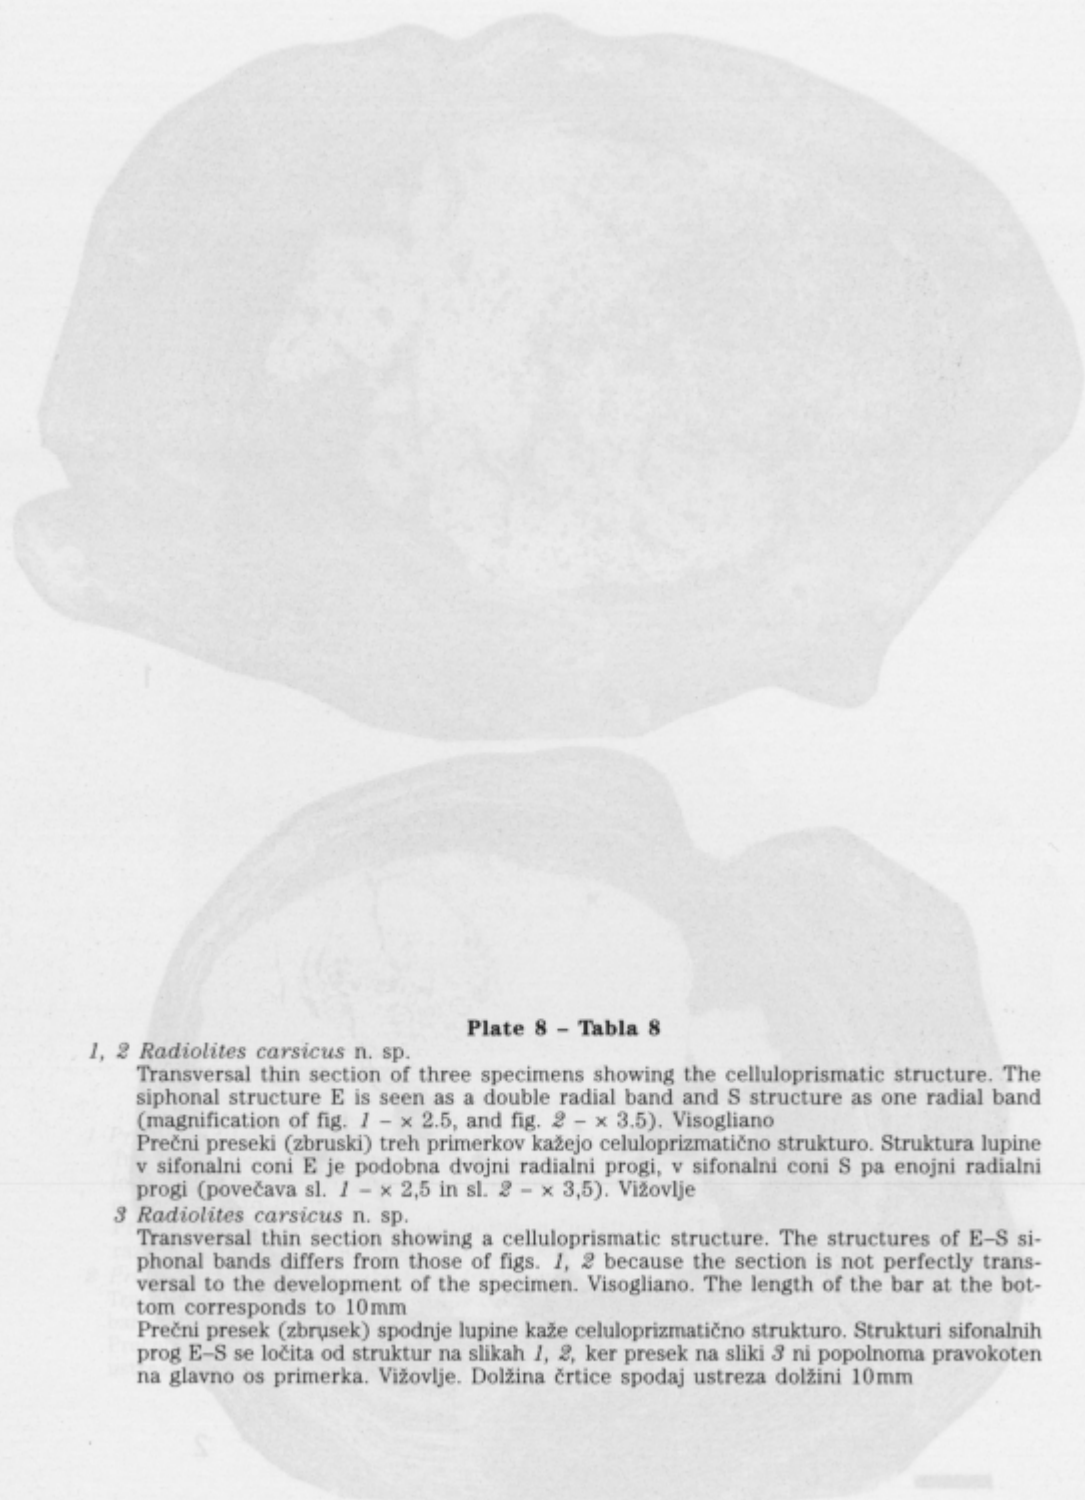 Plate 8 – Tabla 8
1, 2 Radiolites carsicus n. sp.
Transversal thin section of three specimens showing the celluloprismatic structure. The
siphonal structure E is seen as a double radial band and S structure as one radial band
(magnification of fig. 1 – × 2.5, and fig. 2 – × 3.5). Visogliano
Prečni preseki (zbruski) treh primerkov kažejo celuloprizmatično strukturo. Struktura lupine
v sifonalni coni E je podobna dvojni radialni progi, v sifonalni coni S pa enojni radialni
progi (povečava sl. 1 – × 2,5 in sl. 2 – × 3,5). Vižovlje
3 Radiolites carsicus n. sp.
Transversal thin section showing a celluloprismatic structure. The structures of E–S si-
phonal bands differs from those of figs. 1, 2 because the section is not perfectly trans-
versal to the development of the specimen. Visogliano. The length of the bar at the bot-
tom corresponds to 10mm
Prečni presek (zbrusek) spodnje lupine kaže celuloprizmatično strukturo. Strukturi sifonalnih
prog E–S se ločita od struktur na slikah 1, 2, ker presek na sliki 3 ni popolnoma pravokoten
na glavno os primerka. Vižovlje. Dolžina črtice spodaj ustreza dolžini 10mm
1
2